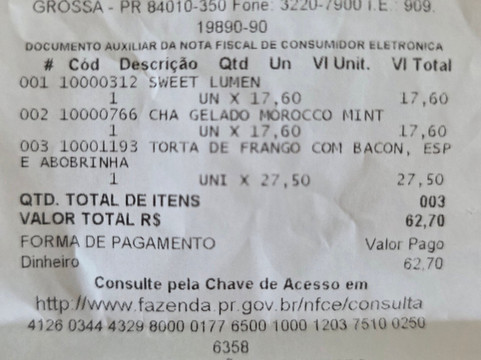 GROSSA - PR 84010-350 Fone: 3220-7900 I.E.: 909.
19890-90
DOCUMENTO AUXILIAR DA NOTA FISCAL DE CONSUMIDOR ELETRÔNICA
# Cód Descrição Qtd Un Vl Unit. Vl Total
001 10000312 SWEET LUMEN
1 UN X 17,60 17,60
002 10000766 CHA GELADO MOROCCO MINT
1 UN X 17,60 17,60
003 10001193 TORTA DE FRANGO COM BACON, ESP
E ABOBRINHA
1 UNI X 27,50 27,50
QTD. TOTAL DE ITENS 003
VALOR TOTAL R$ 62,70
FORMA DE PAGAMENTO Valor Pago
Dinheiro 62,70
Consulte pela Chave de Acesso em
http://www.fazenda.pr.gov.br/nfce/consulta
4126 0344 4329 8000 0177 6500 1000 1203 7510 0250
6358